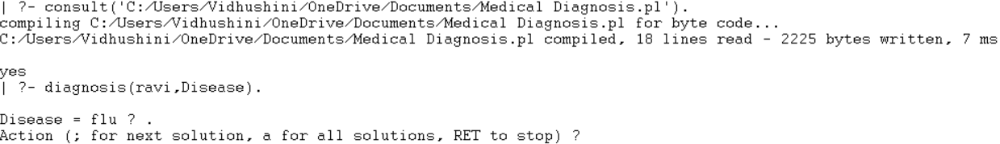 | ?- consult('C:/Users/Vidhushini/OneDrive/Documents/Medical Diagnosis.pl').
compiling C:/Users/Vidhushini/OneDrive/Documents/Medical Diagnosis.pl for byte code...
C:/Users/Vidhushini/OneDrive/Documents/Medical Diagnosis.pl compiled, 18 lines read - 2225 bytes written, 7 ms
yes
| ?- diagnosis(ravi,Disease).
Disease = flu ? .
Action (; for next solution, a for all solutions, RET to stop) ?